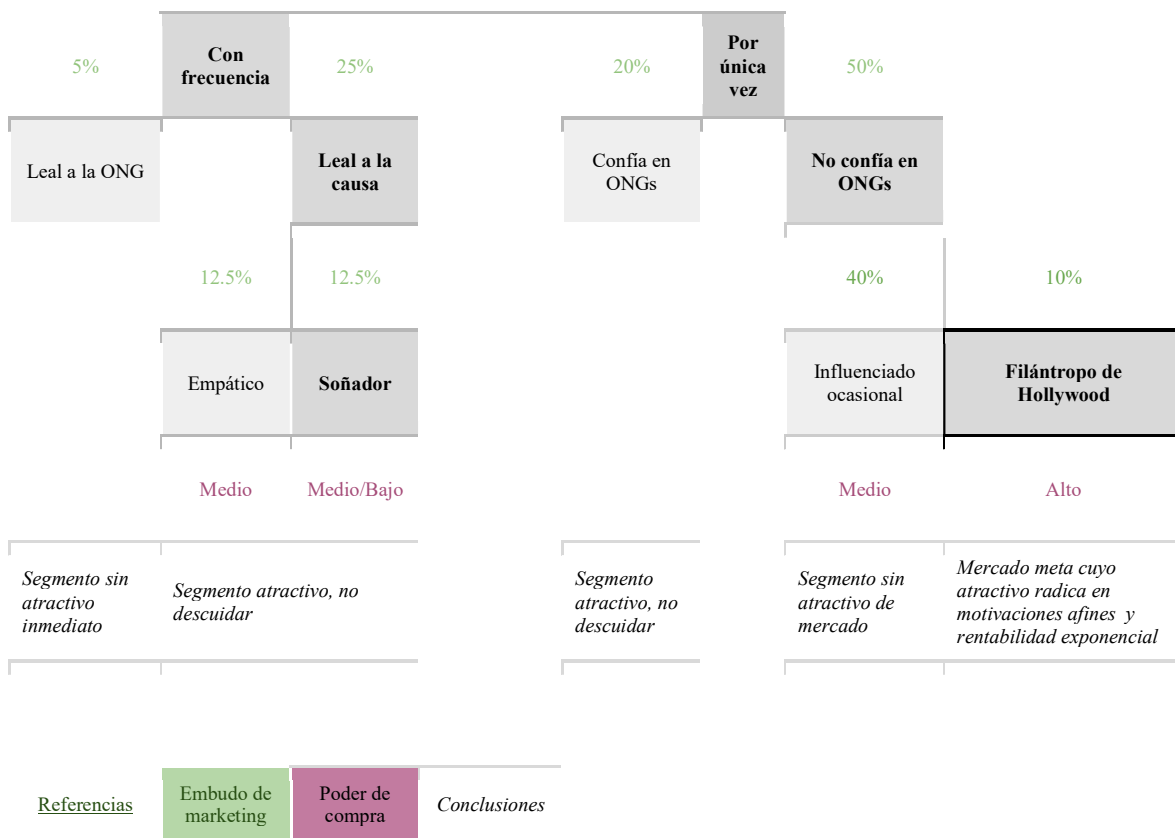 5%
Con
frecuencia
25%
20%
Por
única
vez
50%
Leal a la ONG
Leal a la
causa
Confía en
ONGs
No confía en
ONGs
12.5%
12.5%
40%
10%
Empático
Soñador
Influenciado
ocasional
Filántropo de
Hollywood
Medio
Medio/Bajo
Medio
Alto
Segmento sin
atractivo
inmediato
Segmento atractivo, no
descuidar
Segmento
atractivo, no
descuidar
Segmento sin
atractivo de
mercado
Mercado meta cuyo
atractivo radica en
motivaciones afines y
rentabilidad exponencial
Referencias
Embudo de
marketing
Poder de
compra
Conclusiones